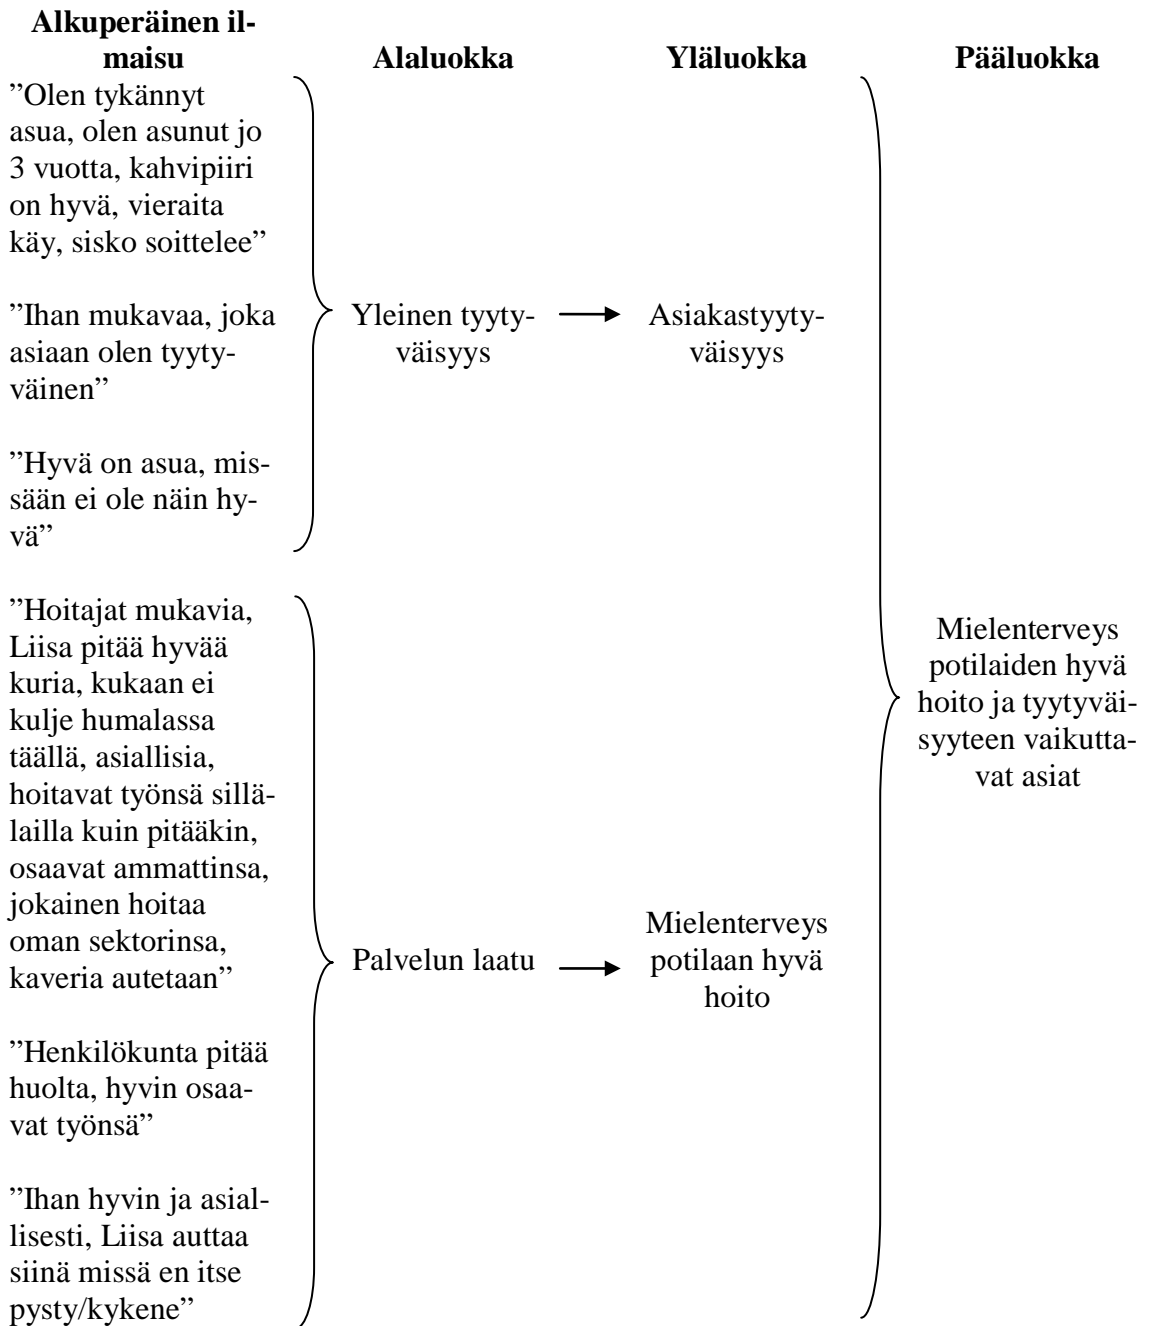 Alkuperäinen il-
maisu
Alaluokka
Yläluokka
Pääluokka
”Olen tykännyt
asua, olen asunut jo
3 vuotta, kahvipiiri
on hyvä, vieraita
käy, sisko soittelee”
”Ihan mukavaa, joka
asiaan olen tyyty-
väinen”
”Hyvä on asua, mis-
sään ei ole näin hy-
vä”
Yleinen tyyty-
väisyys
Asiakastyyty-
väisyys
”Hoitajat mukavia,
Liisa pitää hyvää
kuria, kukaan ei
kulje humalassa
täällä, asiallisia,
hoitavat työnsä sillä-
lailla kuin pitääkin,
osaavat ammattinsa,
jokainen hoitaa
oman sektorinsa,
kaveria autetaan”
”Henkilökunta pitää
huolta, hyvin osaa-
vat työnsä”
”Ihan hyvin ja asial-
lisesti, Liisa auttaa
siinä missä en itse
pysty/kykene”
Palvelun laatu
Mielenterveys
potilaan hyvä
hoito
Mielenterveys
potilaiden hyvä
hoito ja tyytyväi-
syyteen vaikutta-
vat asiat